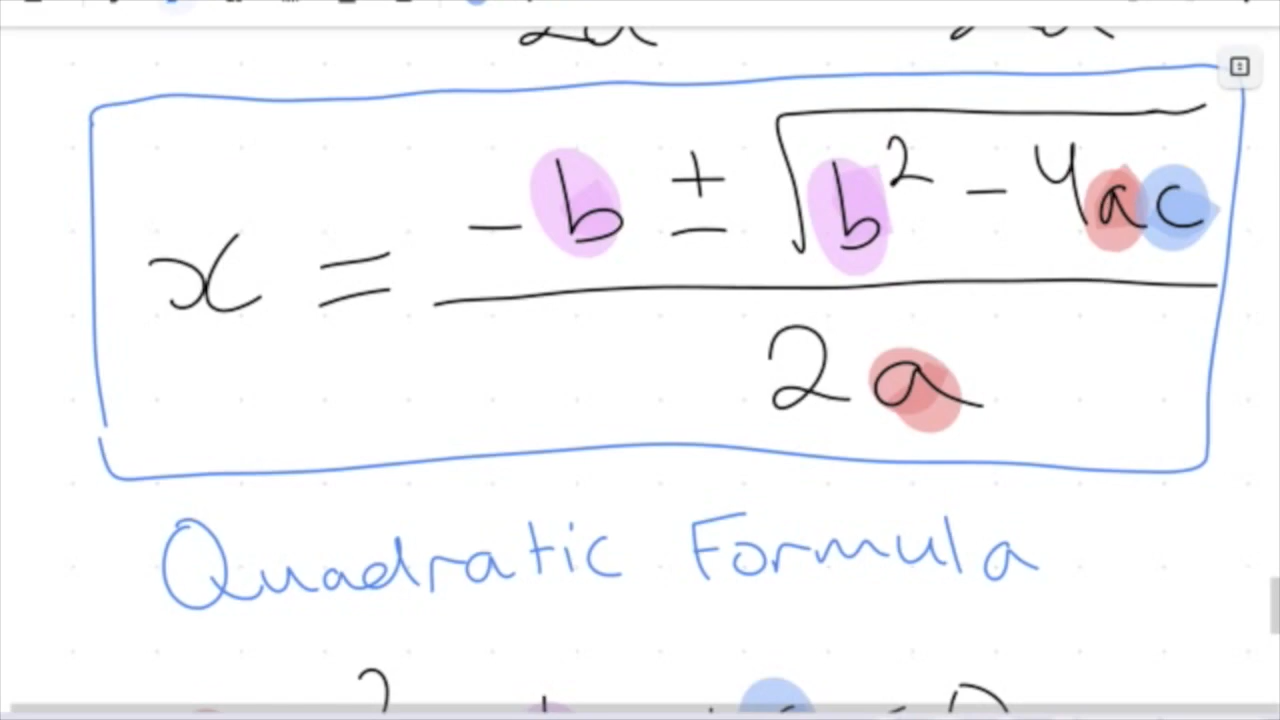 x = -b ± √(b² - 4ac) / 2a
Quadratic Formula